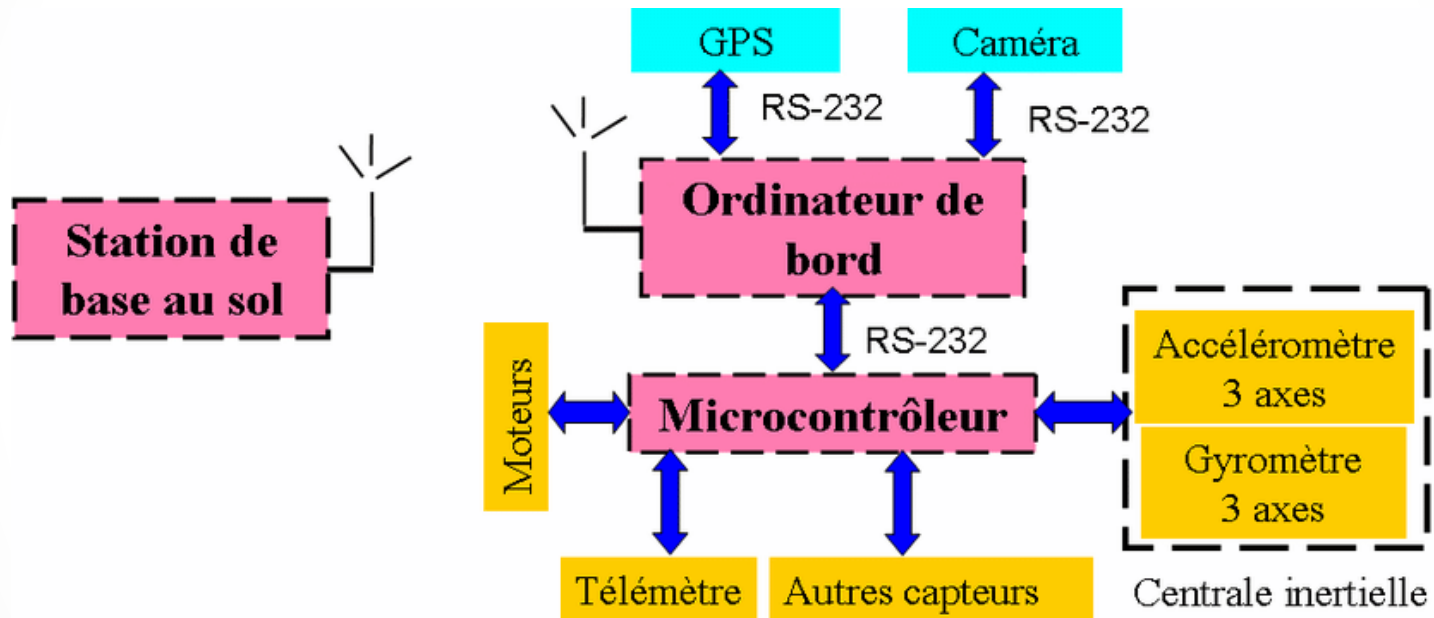 GPS
Caméra
RS-232
RS-232
Ordinateur de
bord
Station de
base au sol
RS-232
Moteurs
Microcontrôleur
Accéléromètre
3 axes
Gyromètre
3 axes
Télémètre
Autres capteurs
Centrale inertielle